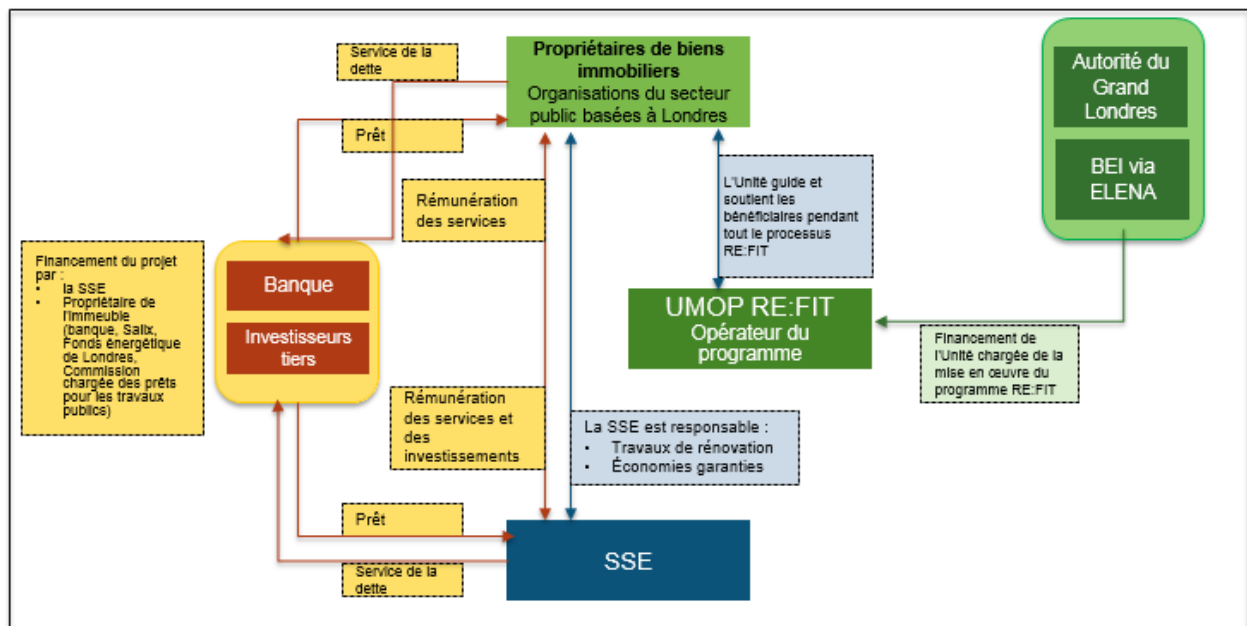 Service de la
dette
Propriétaires de biens
immobiliers
Organisations du secteur
public basées à Londres
Autorité du
Grand
Londres
BEI via
ELENA
Prêt
Rémunération
des services
L'Unité guide et
soutient les
bénéficiaires pendant
tout le processus
RE:FIT
Financement du projet
par :
• la SSE
• Propriétaire de
l'immeuble
(banque, Salix,
Fonds énergétique
de Londres,
Commission
chargée des prêts
pour les travaux
publics)
Banque
Investisseurs
tiers
UMOP RE:FIT
Opérateur du
programme
Financement de
l'Unité chargée de la
mise en œuvre du
programme RE:FIT
Rémunération
des services et
des
investissements
La SSE est responsable :
• Travaux de rénovation
• Économies garanties
Prêt
SSE
Service de la
dette